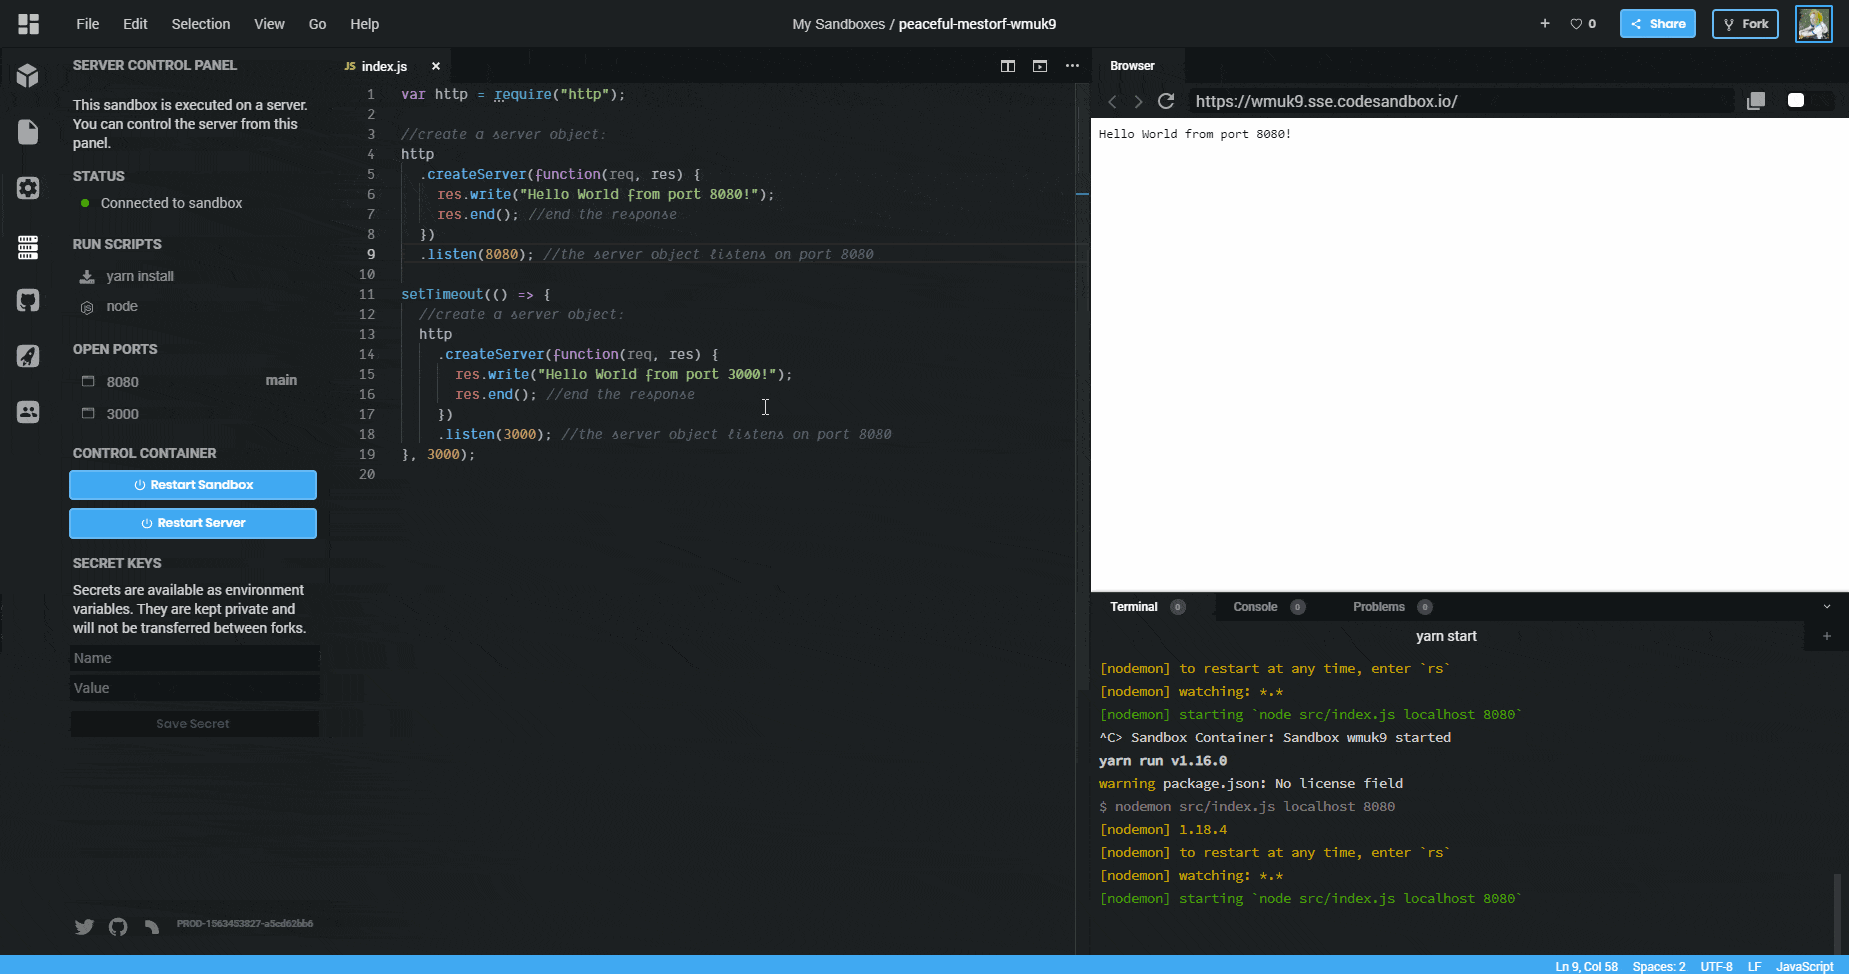 File Edit Selection View Go Help
My Sandboxes / peaceful-mestorf-wmuk9
+ 0 Share Fork
SERVER CONTROL PANEL
This sandbox is executed on a server.
You can control the server from this
panel.
STATUS
Connected to sandbox
RUN SCRIPTS
yarn install
node
OPEN PORTS
8080 main
3000
CONTROL CONTAINER
Restart Sandbox
Restart Server
SECRET KEYS
Secrets are available as environment
variables. They are kept private and
will not be transferred between forks.
Name
Value
Save Secret
PROD-1563453827-a5ed62bb6
JS index.js ×
1 var http = require("http");
2
3 //create a server object:
4 http
5 .createServer(function(req, res) {
6 res.write("Hello World from port 8080!");
7 res.end(); //end the response
8 })
9 .listen(8080); //the server object listens on port 8080
10
11 setTimeout(() => {
12 //create a server object:
13 http
14 .createServer(function(req, res) {
15 res.write("Hello World from port 3000!");
16 res.end(); //end the response
17 })
18 .listen(3000); //the server object listens on port 8080
19 }, 3000);
20
Browser
https://wmuk9.sse.codesandbox.io/
Hello World from port 8080!
Terminal 0 Console 0 Problems 0
yarn start +
[nodemon] to restart at any time, enter `rs`
[nodemon] watching: *.*
[nodemon] starting `node src/index.js localhost 8080`
^C> Sandbox Container: Sandbox wmuk9 started
yarn run v1.16.0
warning package.json: No license field
$ nodemon src/index.js localhost 8080
[nodemon] 1.18.4
[nodemon] to restart at any time, enter `rs`
[nodemon] watching: *.*
[nodemon] starting `node src/index.js localhost 8080`
Ln 9, Col 58 Spaces: 2 UTF-8 LF JavaScript